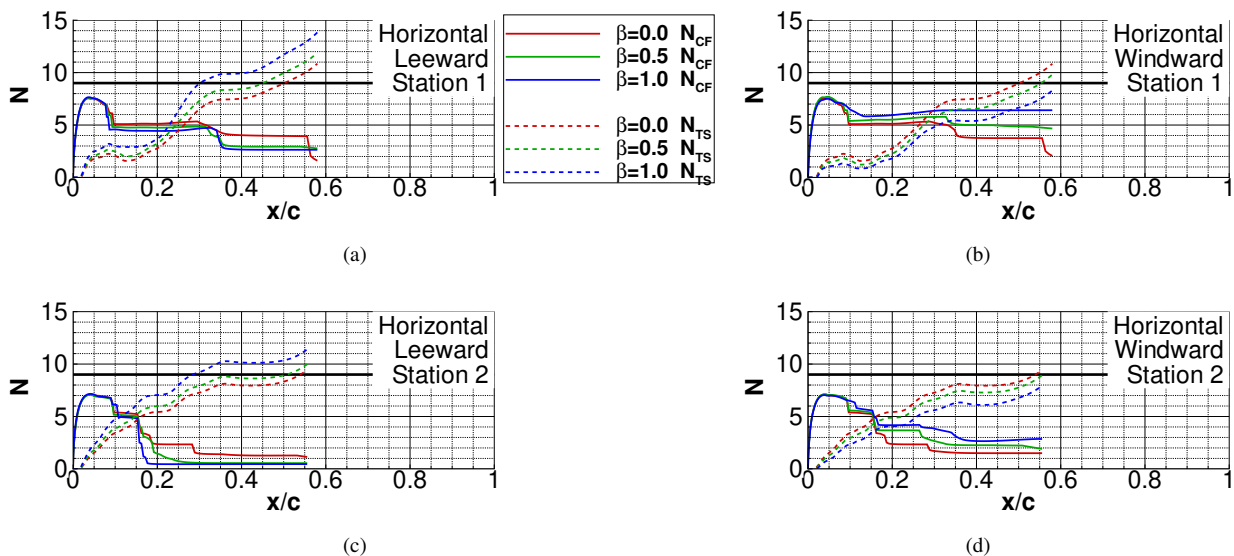 15
10
5
0
N
0
0.2
0.4
0.6
0.8
1
x/c
Horizontal
Leeward
Station 1
(a)
β=0.0 N_CF
β=0.5 N_CF
β=1.0 N_CF
β=0.0 N_TS
β=0.5 N_TS
β=1.0 N_TS
15
10
5
0
N
0
0.2
0.4
0.6
0.8
1
x/c
Horizontal
Windward
Station 1
(b)
15
10
5
0
N
0
0.2
0.4
0.6
0.8
1
x/c
Horizontal
Leeward
Station 2
(c)
15
10
5
0
N
0
0.2
0.4
0.6
0.8
1
x/c
Horizontal
Windward
Station 2
(d)